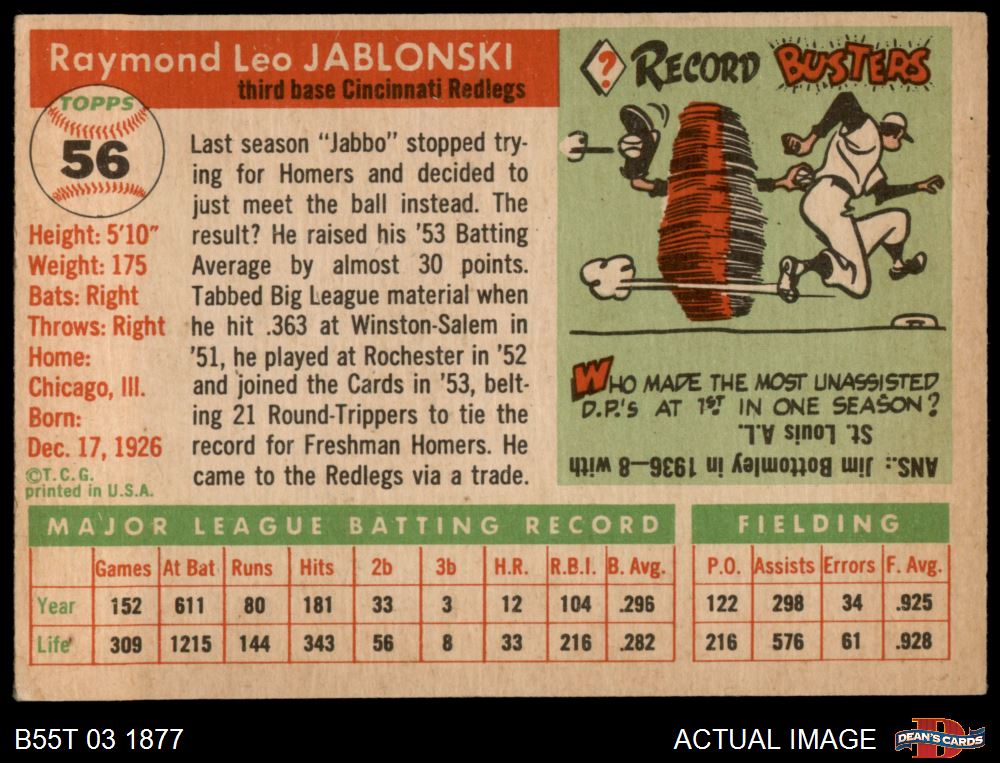 Raymond Leo JABLONSKI
third base Cincinnati Redlegs
TOPPS
56
Height: 5'10"
Weight: 175
Bats: Right
Throws: Right
Home:
Chicago, Ill.
Born:
Dec. 17, 1926
©T.C.G.
printed in U.S.A.
Last season "Jabbo" stopped try-
ing for Homers and decided to
just meet the ball instead. The
result? He raised his '53 Batting
Average by almost 30 points.
Tabbed Big League material when
he hit .363 at Winston-Salem in
'51, he played at Rochester in '52
and joined the Cards in '53, belt-
ing 21 Round-Trippers to tie the
record for Freshman Homers. He
came to the Redlegs via a trade.
? RECORD BUSTERS
WHO MADE THE MOST UNASSISTED
D.P.'S AT 1ST IN ONE SEASON?
ANS.: Jim Bottomley in 1936—8 with
St. Louis A.L.
MAJOR LEAGUE BATTING RECORD
Games At Bat Runs Hits 2b 3b H.R. R.B.I. B. Avg.
Year 152 611 80 181 33 3 12 104 .296
Life 309 1215 144 343 56 8 33 216 .282
FIELDING
P.O. Assists Errors F. Avg.
122 298 34 .925
216 576 61 .928
B55T 03 1877
ACTUAL IMAGE
D
DEAN'S CARDS